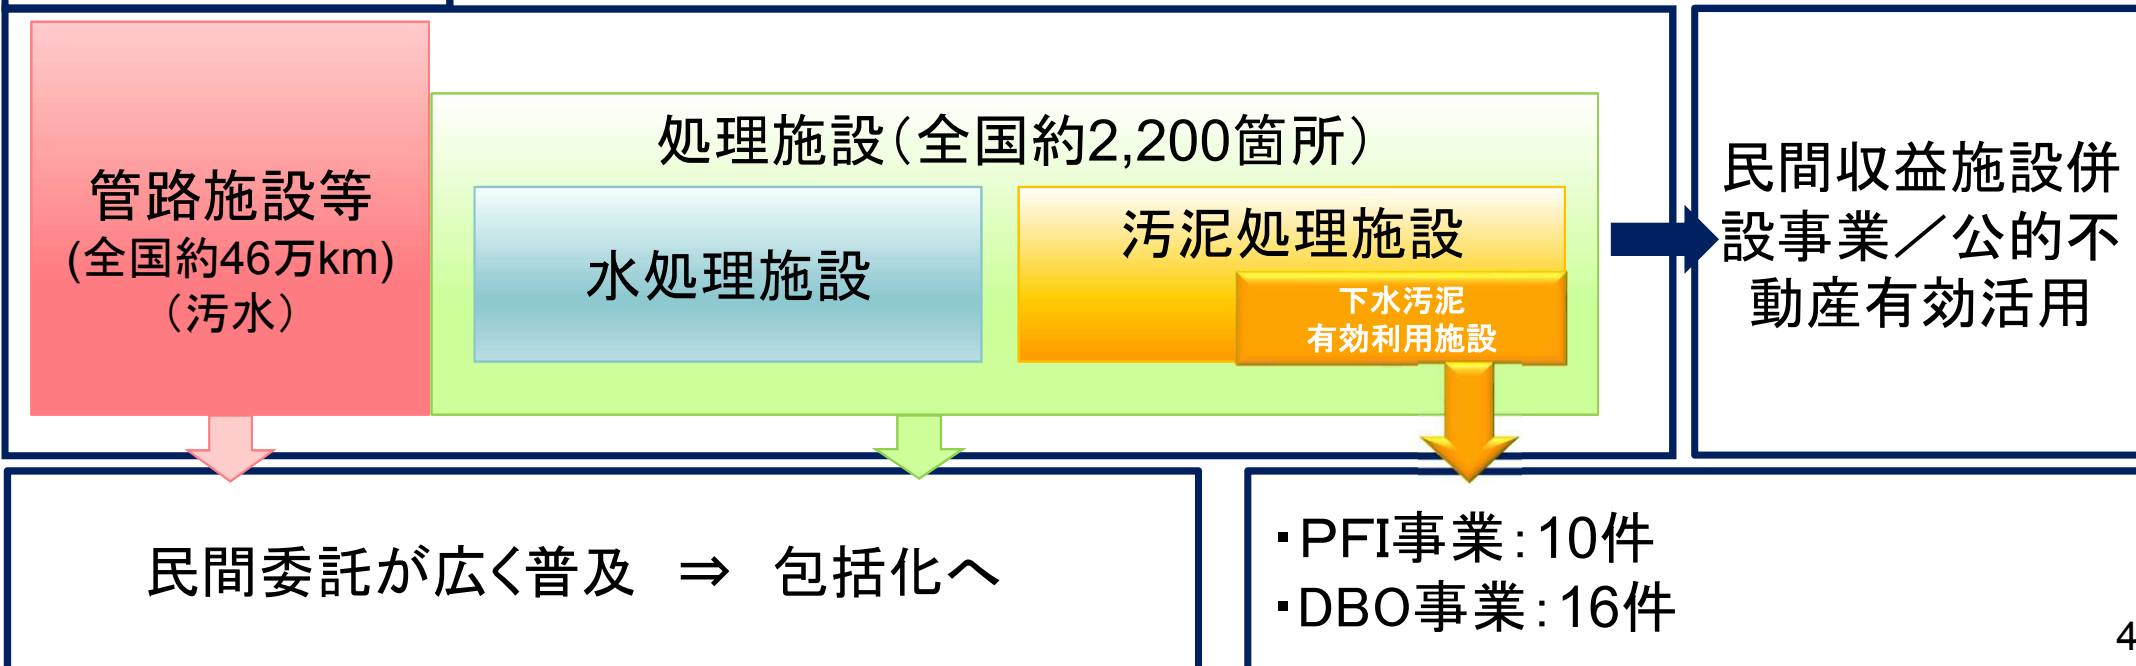 管路施設等
(全国約46万km)
（汚水）
処理施設（全国約2,200箇所）
水処理施設
汚泥処理施設
下水汚泥
有効利用施設
民間収益施設併
設事業／公的不
動産有効活用
民間委託が広く普及　⇒　包括化へ
・PFI事業：10件
・DBO事業：16件
4